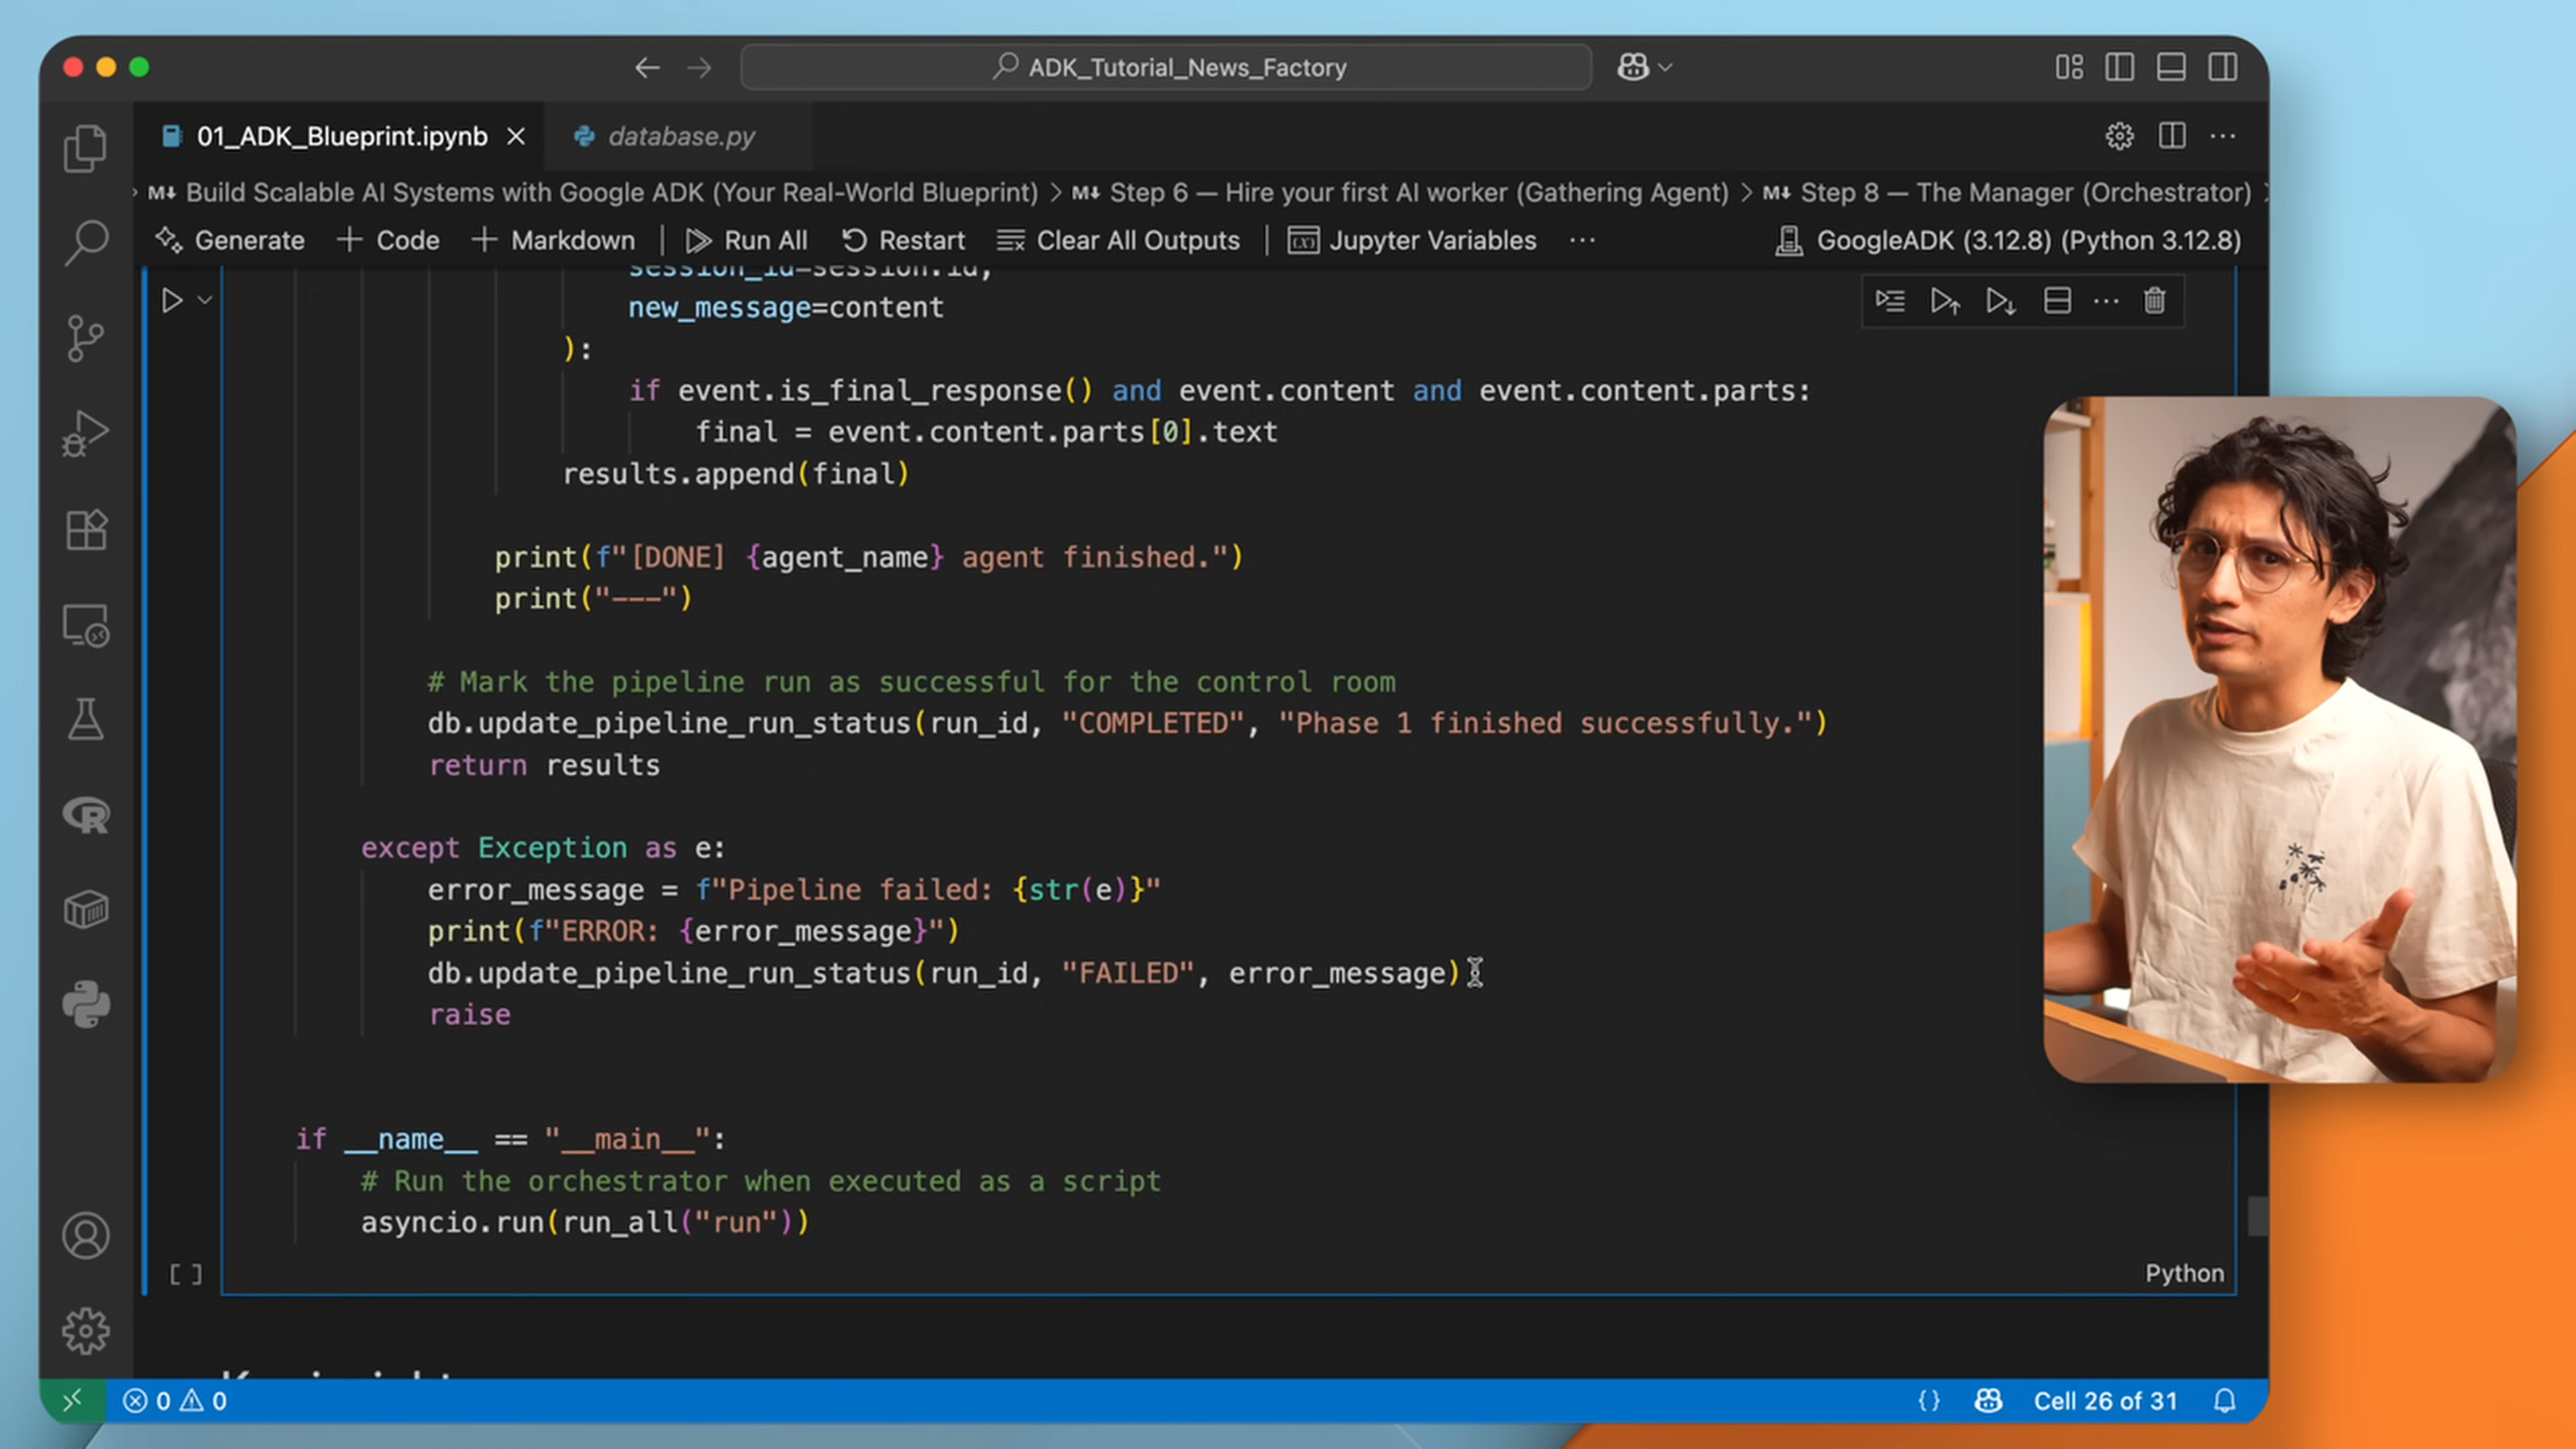 ADK_Tutorial_News_Factory
01_ADK_Blueprint.ipynb
database.py
Build Scalable AI Systems with Google ADK (Your Real-World Blueprint) > M↓ Step 6 — Hire your first AI worker (Gathering Agent) > M↓ Step 8 — The Manager (Orchestrator)
Generate + Code + Markdown | Run All Restart Clear All Outputs | Jupyter Variables ... GoogleADK (3.12.8) (Python 3.12.8)
session_id=session.id,
new_message=content
):
if event.is_final_response() and event.content and event.content.parts:
final = event.content.parts[0].text
results.append(final)
print(f"[DONE] {agent_name} agent finished.")
print("———")
# Mark the pipeline run as successful for the control room
db.update_pipeline_run_status(run_id, "COMPLETED", "Phase 1 finished successfully.")
return results
except Exception as e:
error_message = f"Pipeline failed: {str(e)}"
print(f"ERROR: {error_message}")
db.update_pipeline_run_status(run_id, "FAILED", error_message)
raise
if __name__ == "__main__":
# Run the orchestrator when executed as a script
asyncio.run(run_all("run"))
[ ]
Python
0 0
{} Cell 26 of 31